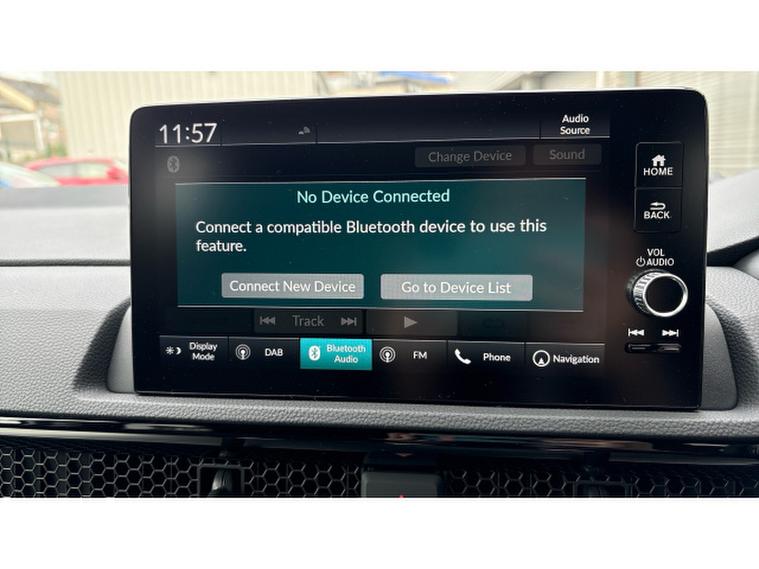 11:57
Audio
Source
Change Device
Sound
HOME
No Device Connected
Connect a compatible Bluetooth device to use this
feature.
BACK
VOL
AUDIO
Connect New Device
Go to Device List
Track
Display
Mode
DAB
Bluetooth
Audio
FM
Phone
Navigation